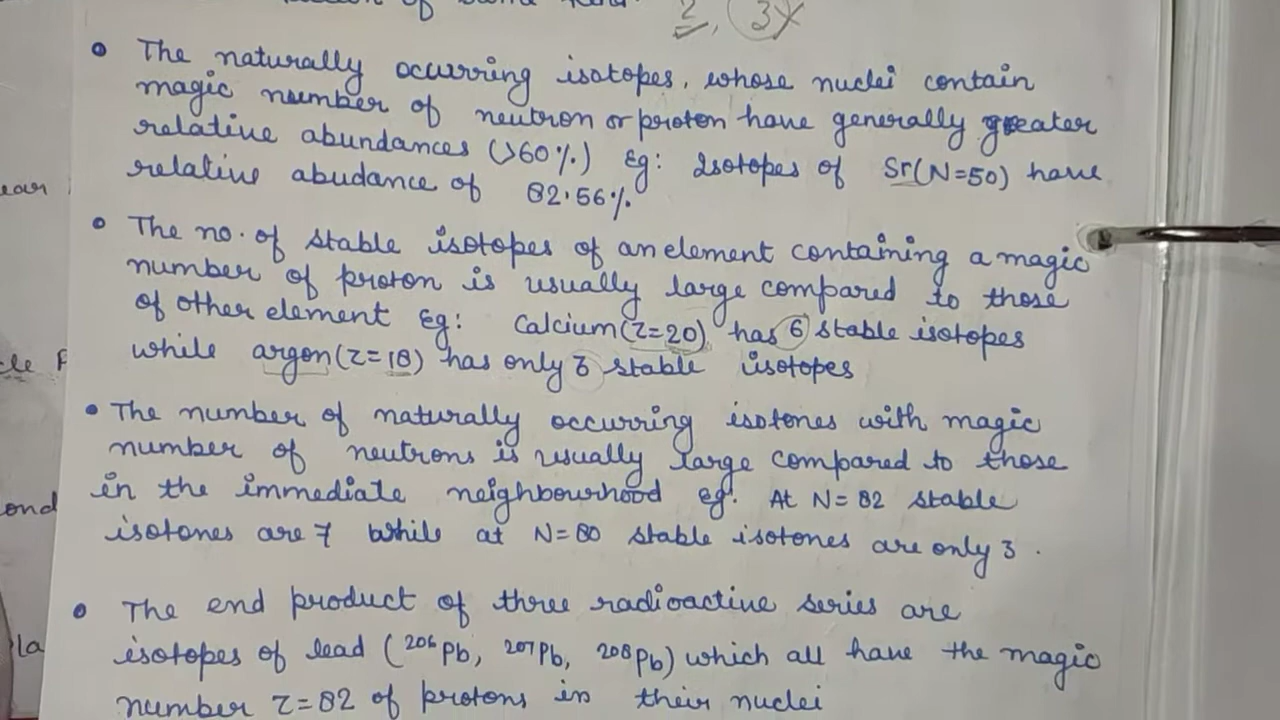 2, 3x
The naturally ocurring isotopes, whose nuclei contain
magic number of neutron or proton have generally greater
relative abundances (>60%) Eg: Isotopes of Sr(N=50) have
relative abudance of 82.56%
The no. of stable isotopes of an element containing a magic
number of proton is usually large compared to those
of other element Eg: Calcium(Z=20) has 6 stable isotopes
while argon(Z=18) has only 3 stable isotopes
The number of naturally occurring isotones with magic
number of neutrons is usually large compared to those
in the immediate neighbourhood eg. At N=82 stable
isotones are 7 while at N=80 stable isotones are only 3.
The end product of three radioactive series are
isotopes of lead (²⁰⁶Pb, ²⁰⁷Pb, ²⁰⁸Pb) which all have the magic
number Z=82 of protons in their nuclei
ond
la